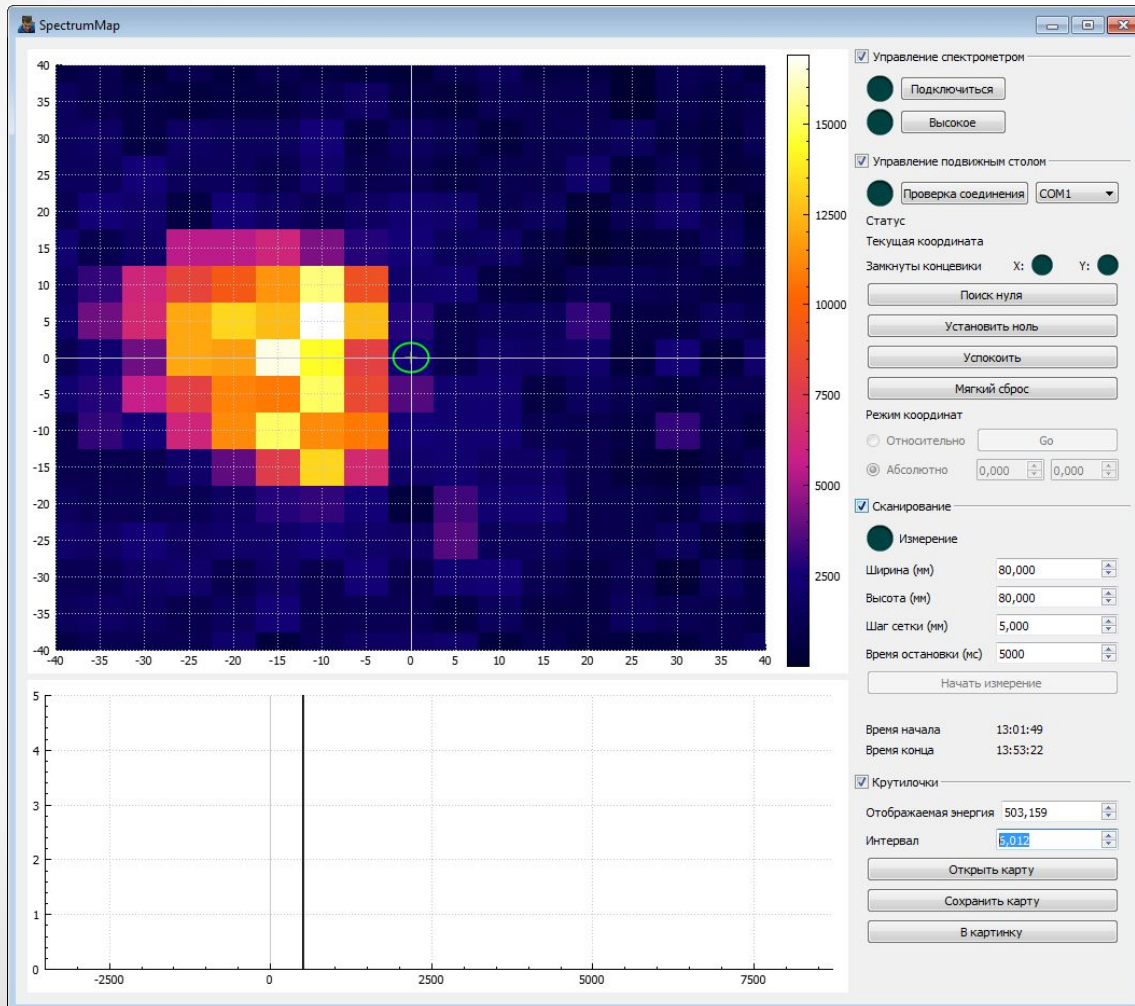 SpectrumMap
40
35
30
25
20
15
10
5
0
-5
-10
-15
-20
-25
-30
-35
-40
-40 -35 -30 -25 -20 -15 -10 -5 0 5 10 15 20 25 30 35 40
15000
12500
10000
7500
5000
2500
5
4
3
2
1
0
-2500 0 2500 5000 7500
Управление спектрометром
Подключиться
Высокое
Управление подвижным столом
Проверка соединения COM1
Статус
Текущая координата
Замкнуты концевики X: Y:
Поиск нуля
Установить ноль
Успокоить
Мягкий сброс
Режим координат
Относительно Go
Абсолютно 0,000 0,000
Сканирование
Измерение
Ширина (мм) 80,000
Высота (мм) 80,000
Шаг сетки (мм) 5,000
Время остановки (мс) 5000
Начать измерение
Время начала 13:01:49
Время конца 13:53:22
Крутилочки
Отображаемая энергия 503,159
Интервал 5,012
Открыть карту
Сохранить карту
В картинку